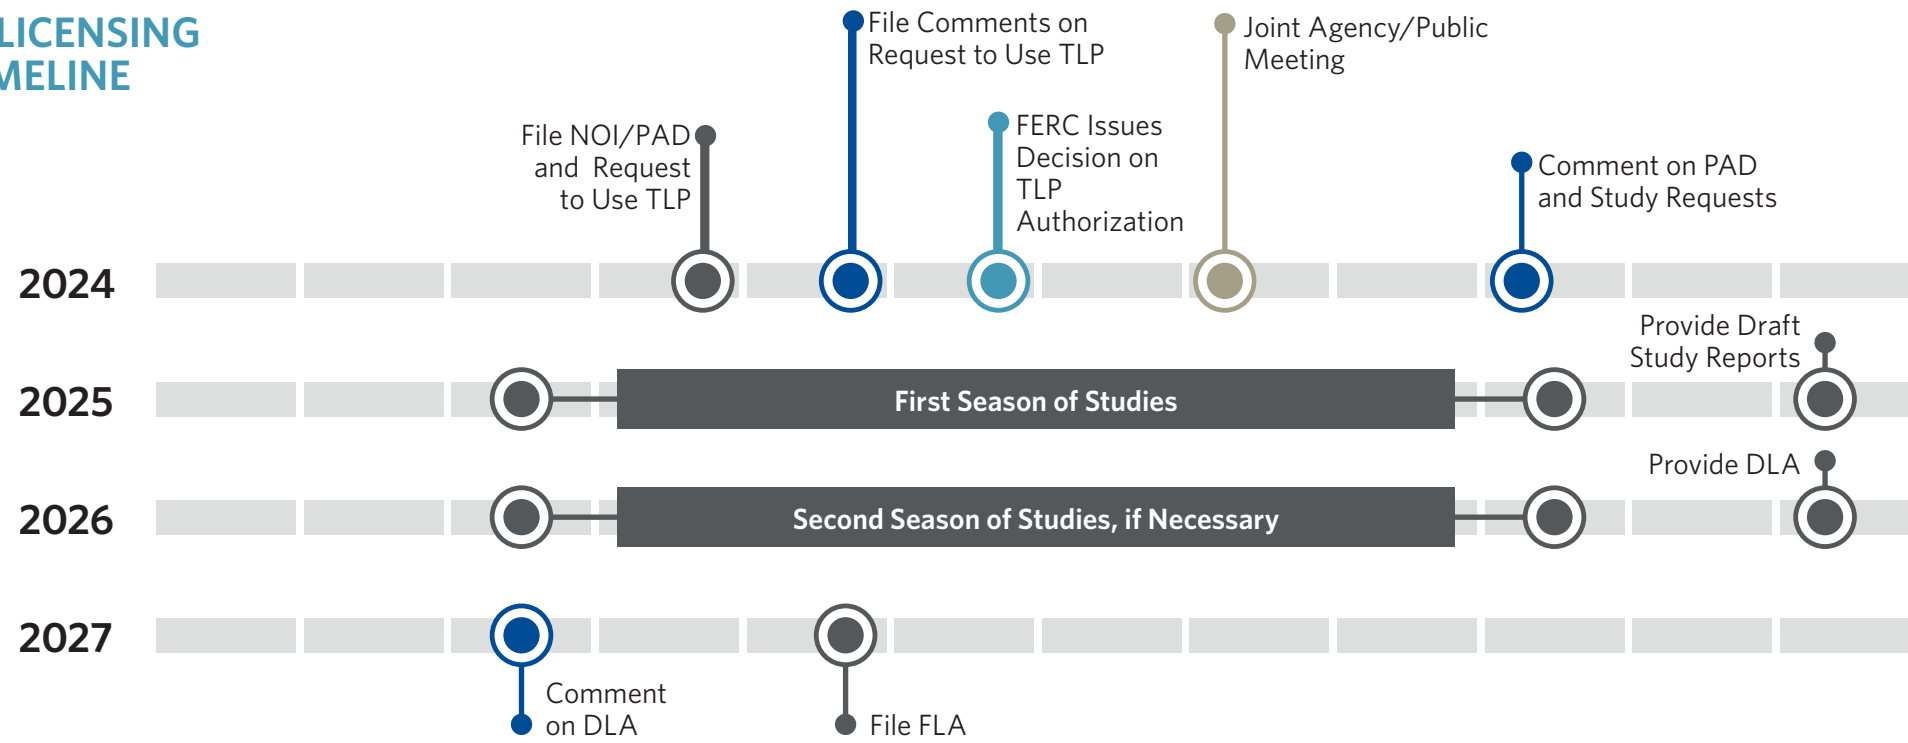 LICENSING
MELINE
File Comments on
Request to Use TLP
Joint Agency/Public
Meeting
File NOI/PAD
and Request
to Use TLP
FERC Issues
Decision on
TLP
Authorization
Comment on PAD
and Study Requests
2024
Provide Draft
Study Reports
2025
First Season of Studies
Provide DLA
2026
Second Season of Studies, if Necessary
2027
Comment
on DLA
File FLA